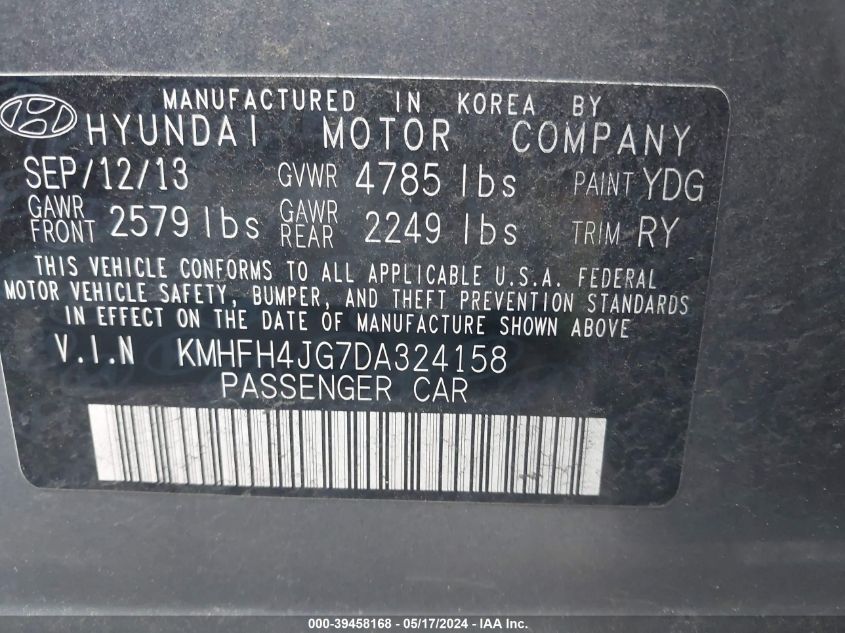 MANUFACTURED IN KOREA BY
HYUNDAI MOTOR COMPANY
SEP/12/13 GVWR 4785 lbs PAINT YDG
GAWR FRONT 2579 lbs GAWR REAR 2249 lbs TRIM RY
THIS VEHICLE CONFORMS TO ALL APPLICABLE U.S.A. FEDERAL
MOTOR VEHICLE SAFETY, BUMPER, AND THEFT PREVENTION STANDARDS
IN EFFECT ON THE DATE OF MANUFACTURE SHOWN ABOVE
V.I.N KMHFH4JG7DA324158
PASSENGER CAR
000-39458168 - 05/17/2024 - IAA Inc.